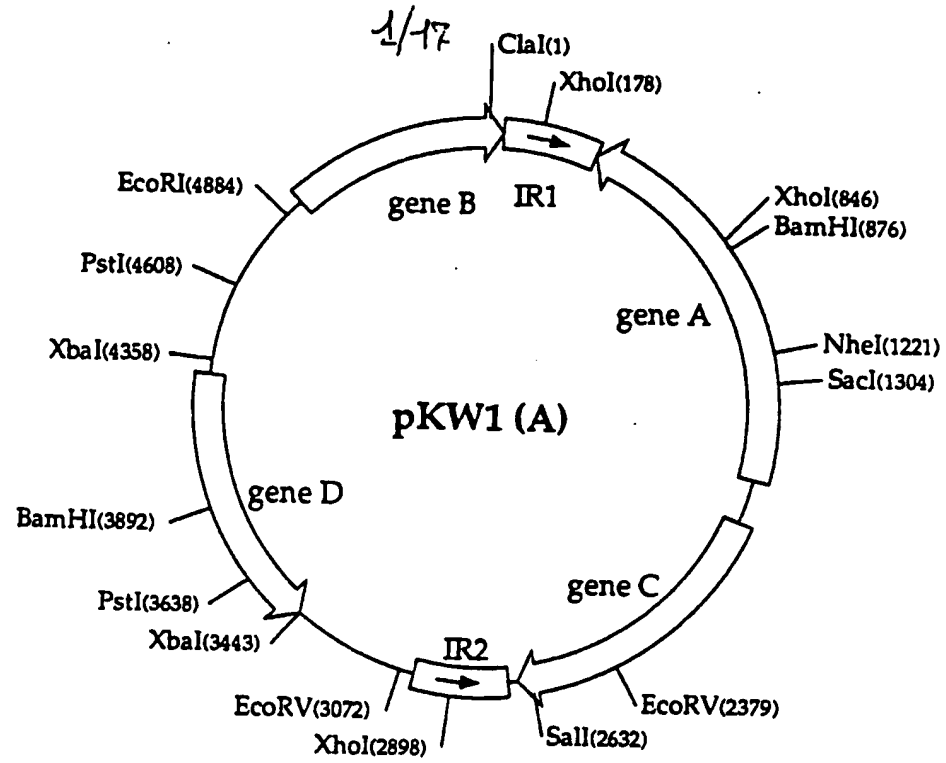 1/17
ClaI(1)
XhoI(178)
EcoRI(4884)
gene B
IR1
XhoI(846)
BamHI(876)
PstI(4608)
gene A
XbaI(4358)
NheI(1221)
SacI(1304)
pKW1 (A)
gene D
BamHI(3892)
gene C
PstI(3638)
XbaI(3443)
IR2
EcoRV(3072)
EcoRV(2379)
XhoI(2898)
SalI(2632)